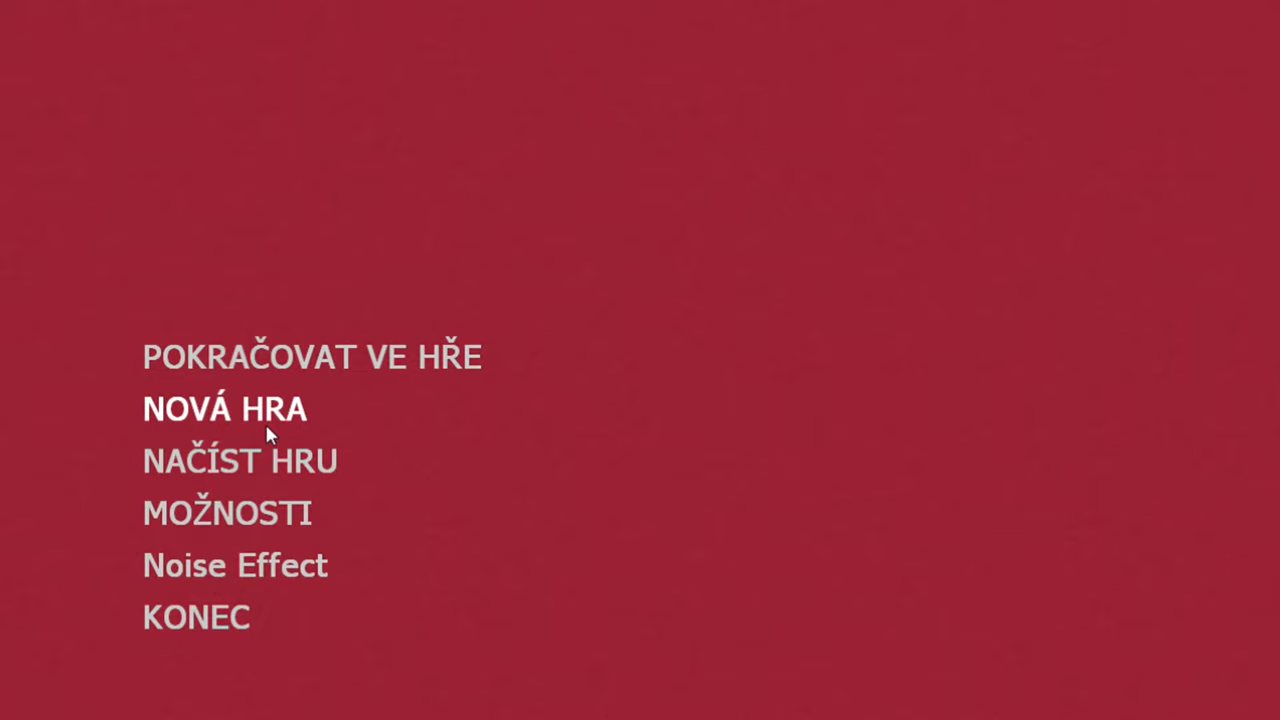 POKRAČOVAT VE HŘE
NOVÁ HRA
NAČÍST HRU
MOŽNOSTI
Noise Effect
KONEC